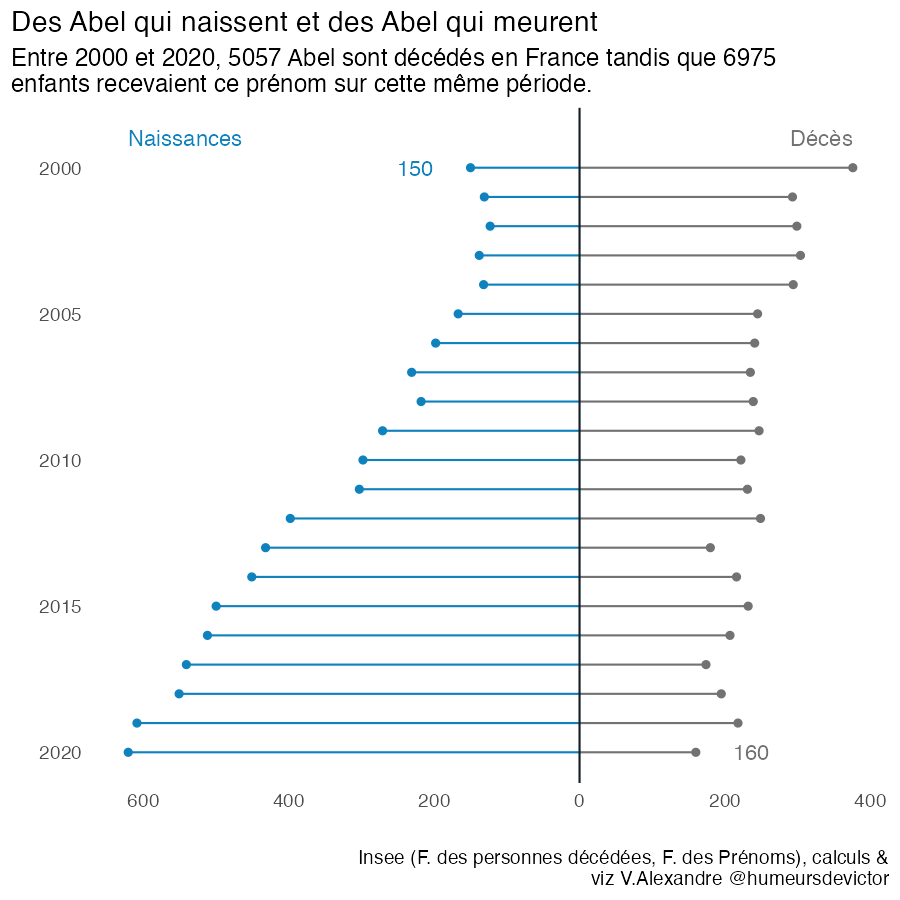 Des Abel qui naissent et des Abel qui meurent
Entre 2000 et 2020, 5057 Abel sont décédés en France tandis que 6975
enfants recevaient ce prénom sur cette même période.
Naissances
Décès
2000
150
2005
2010
2015
2020
160
600 400 200 0 200 400
Insee (F. des personnes décédées, F. des Prénoms), calculs &
viz V.Alexandre @humeursdevictor